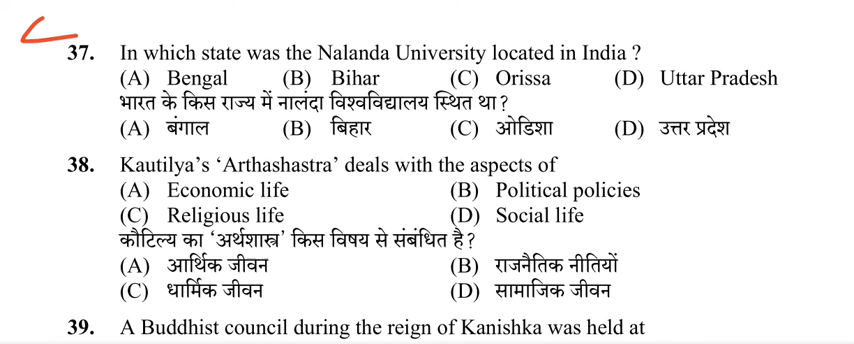 37. In which state was the Nalanda University located in India ?
(A) Bengal (B) Bihar (C) Orissa (D) Uttar Pradesh
भारत के किस राज्य में नालंदा विश्वविद्यालय स्थित था ?
(A) बंगाल (B) बिहार (C) ओडिशा (D) उत्तर प्रदेश
38. Kautilya's 'Arthashastra' deals with the aspects of
(A) Economic life (B) Political policies
(C) Religious life (D) Social life
कौटिल्य का 'अर्थशास्त्र' किस विषय से संबंधित है ?
(A) आर्थिक जीवन (B) राजनैतिक नीतियों
(C) धार्मिक जीवन (D) सामाजिक जीवन
39. A Buddhist council during the reign of Kanishka was held at